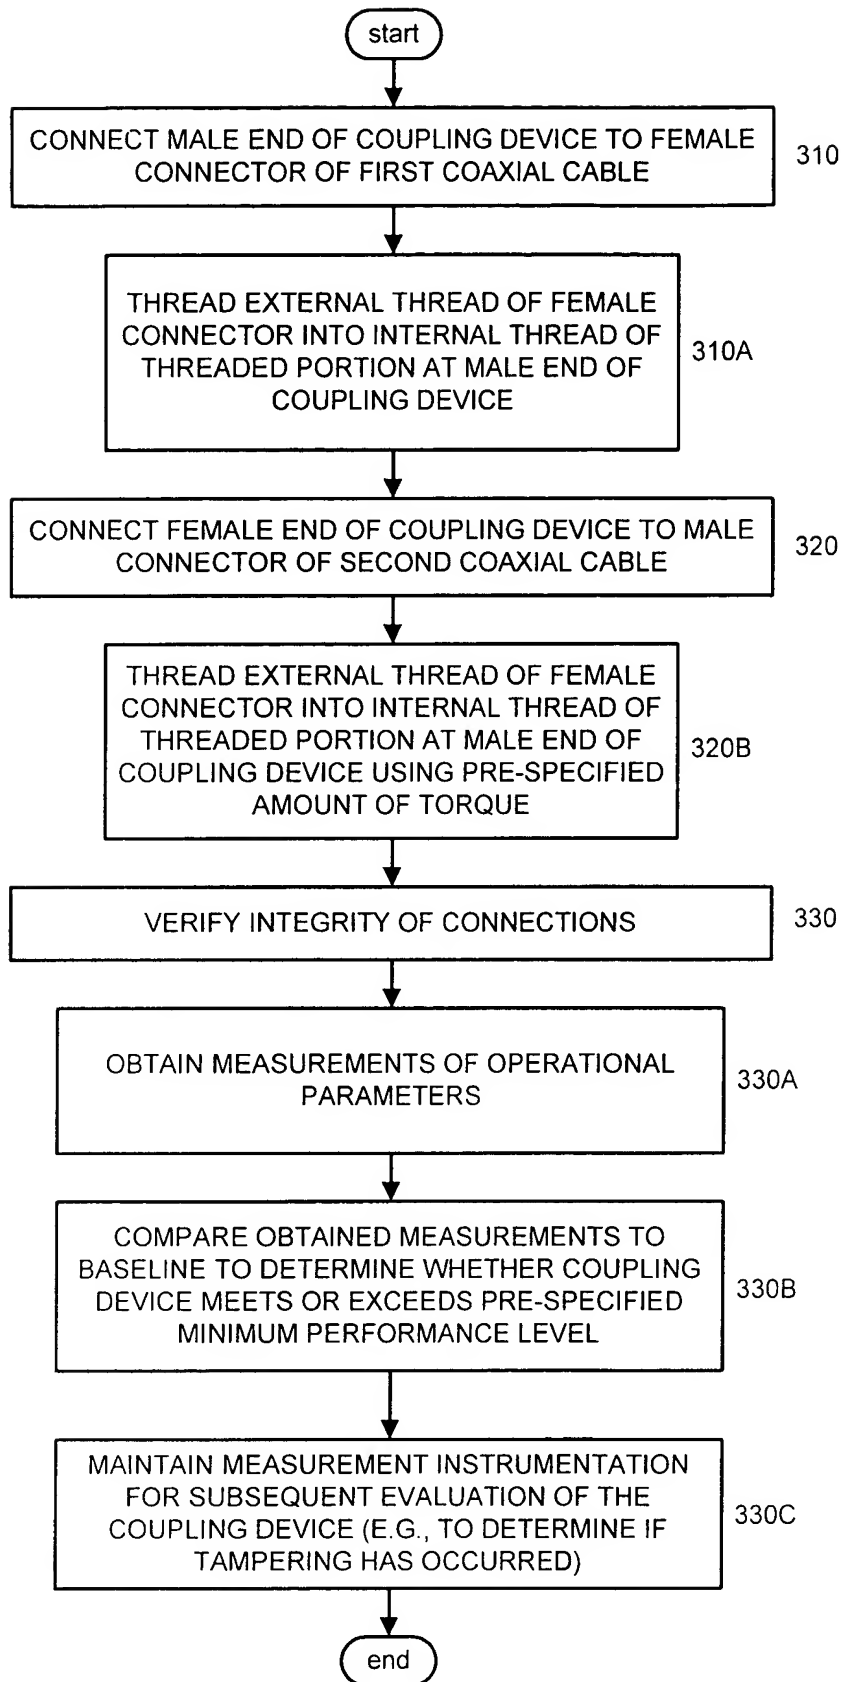 start
CONNECT MALE END OF COUPLING DEVICE TO FEMALE
CONNECTOR OF FIRST COAXIAL CABLE
310
THREAD EXTERNAL THREAD OF FEMALE
CONNECTOR INTO INTERNAL THREAD OF
THREADED PORTION AT MALE END OF
COUPLING DEVICE
310A
CONNECT FEMALE END OF COUPLING DEVICE TO MALE
CONNECTOR OF SECOND COAXIAL CABLE
320
THREAD EXTERNAL THREAD OF FEMALE
CONNECTOR INTO INTERNAL THREAD OF
THREADED PORTION AT MALE END OF
COUPLING DEVICE USING PRE-SPECIFIED
AMOUNT OF TORQUE
320B
VERIFY INTEGRITY OF CONNECTIONS
330
OBTAIN MEASUREMENTS OF OPERATIONAL
PARAMETERS
330A
COMPARE OBTAINED MEASUREMENTS TO
BASELINE TO DETERMINE WHETHER COUPLING
DEVICE MEETS OR EXCEEDS PRE-SPECIFIED
MINIMUM PERFORMANCE LEVEL
330B
MAINTAIN MEASUREMENT INSTRUMENTATION
FOR SUBSEQUENT EVALUATION OF THE
COUPLING DEVICE (E.G., TO DETERMINE IF
TAMPERING HAS OCCURRED)
330C
end